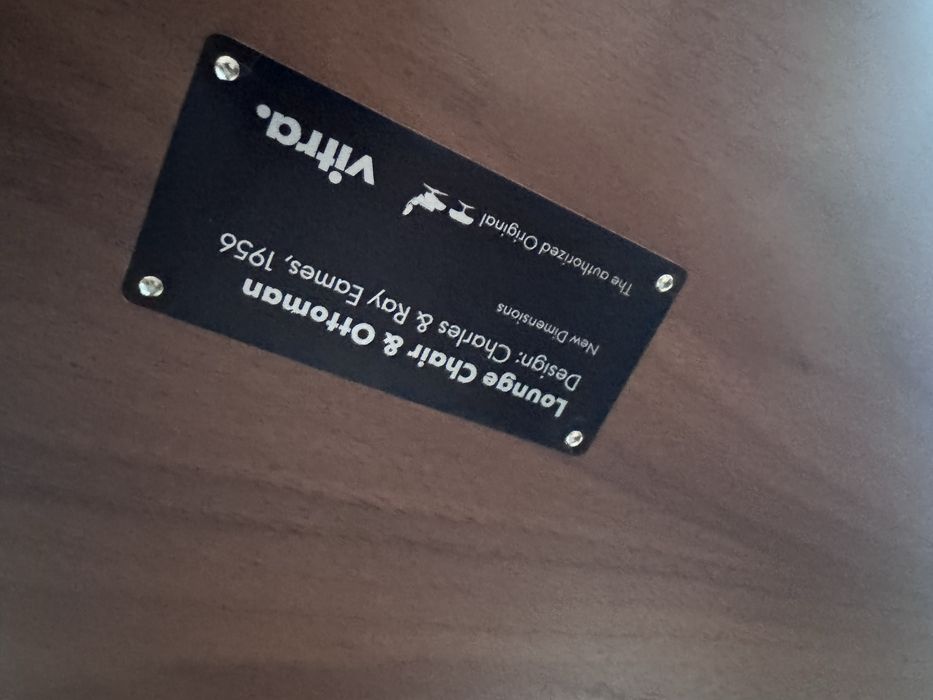 Lounge Chair & Ottoman
Design: Charles & Ray Eames, 1956
New Dimensions
The authorized Original
vitra.